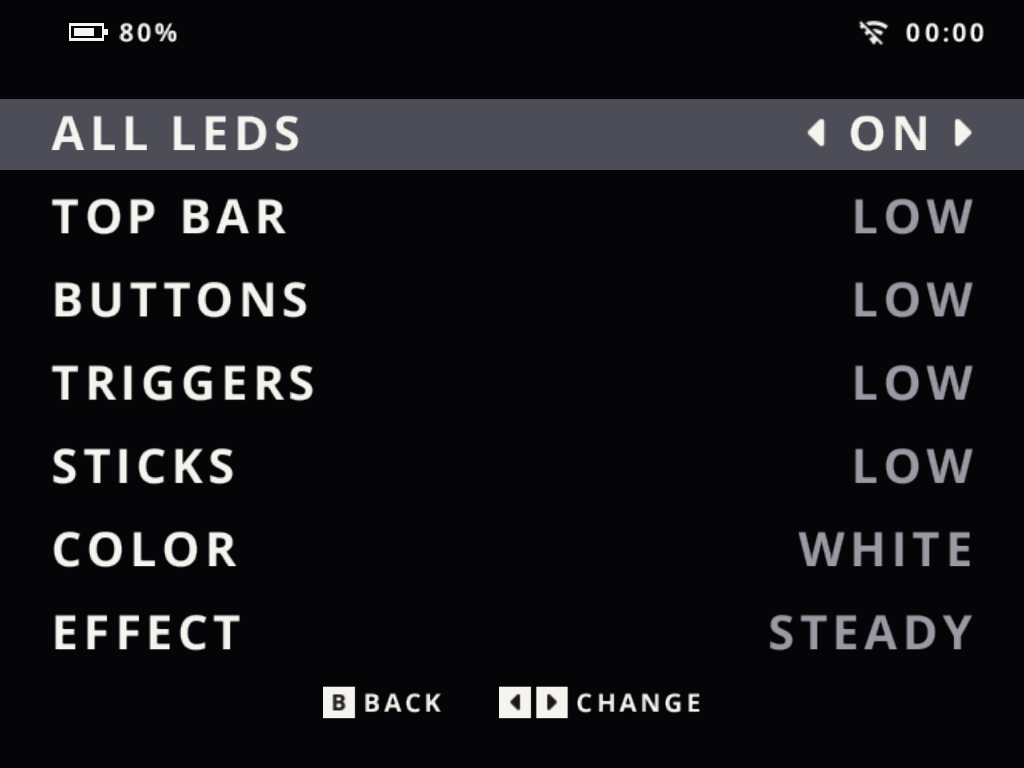 80% 00:00
ALL LEDS ON
TOP BAR LOW
BUTTONS LOW
TRIGGERS LOW
STICKS LOW
COLOR WHITE
EFFECT STEADY
B BACK CHANGE